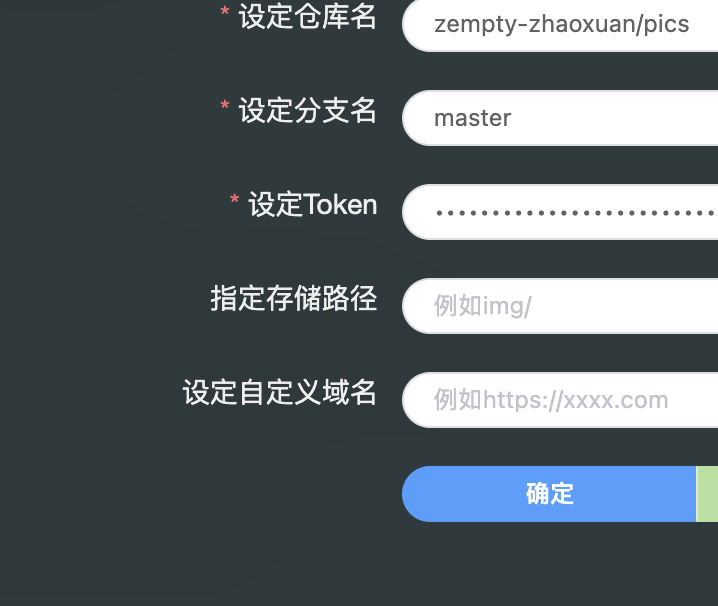 * 设定仓库名 zempty-zhaoxuan/pics
* 设定分支名 master
* 设定Token ••••••••••••••••••••••••
指定存储路径 例如img/
设定自定义域名 例如https://xxxx.com
确定